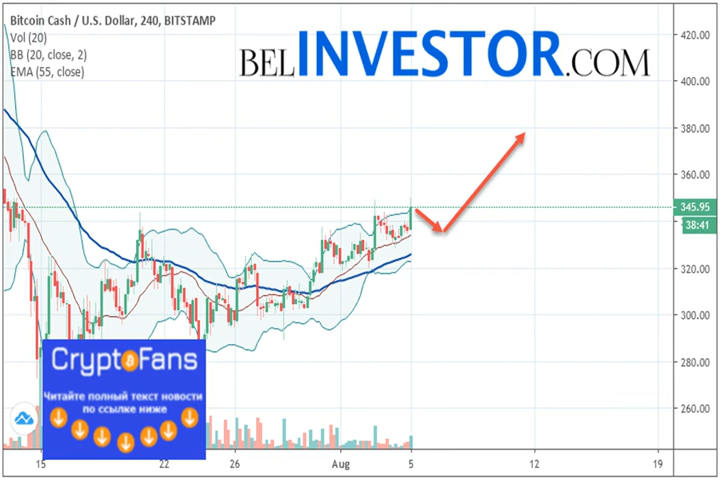 Bitcoin Cash / U.S. Dollar, 240, BITSTAMP
Vol (20)
BB (20, close, 2)
EMA (55, close)
BELINVESTOR.COM
420.00
400.00
380.00
360.00
345.95
38:41
320.00
300.00
280.00
260.00
CryptoFans
Читайте полный текст новости
по ссылке ниже
15
22
26
Aug
5
12
19